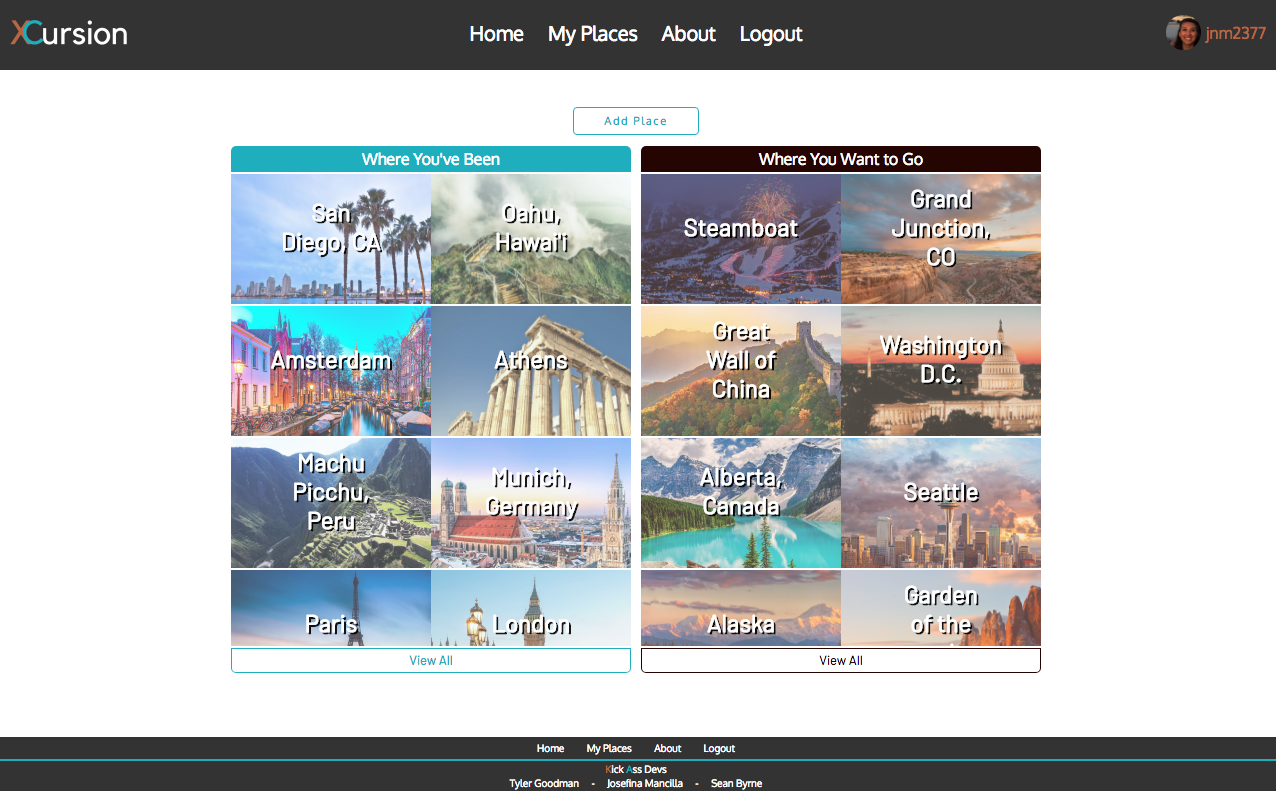 XCursion
Home My Places About Logout
jnm2377
Add Place
Where You've Been
San
Diego, CA
Oahu,
Hawai'i
Amsterdam
Athens
Machu
Picchu,
Peru
Munich,
Germany
Paris
London
View All
Where You Want to Go
Steamboat
Grand
Junction,
CO
Great
Wall of
China
Washington
D.C.
Alberta,
Canada
Seattle
Alaska
Garden
of the
View All
Home My Places About Logout
Kick Ass Devs
Tyler Goodman - Josefina Mancilla - Sean Byrne